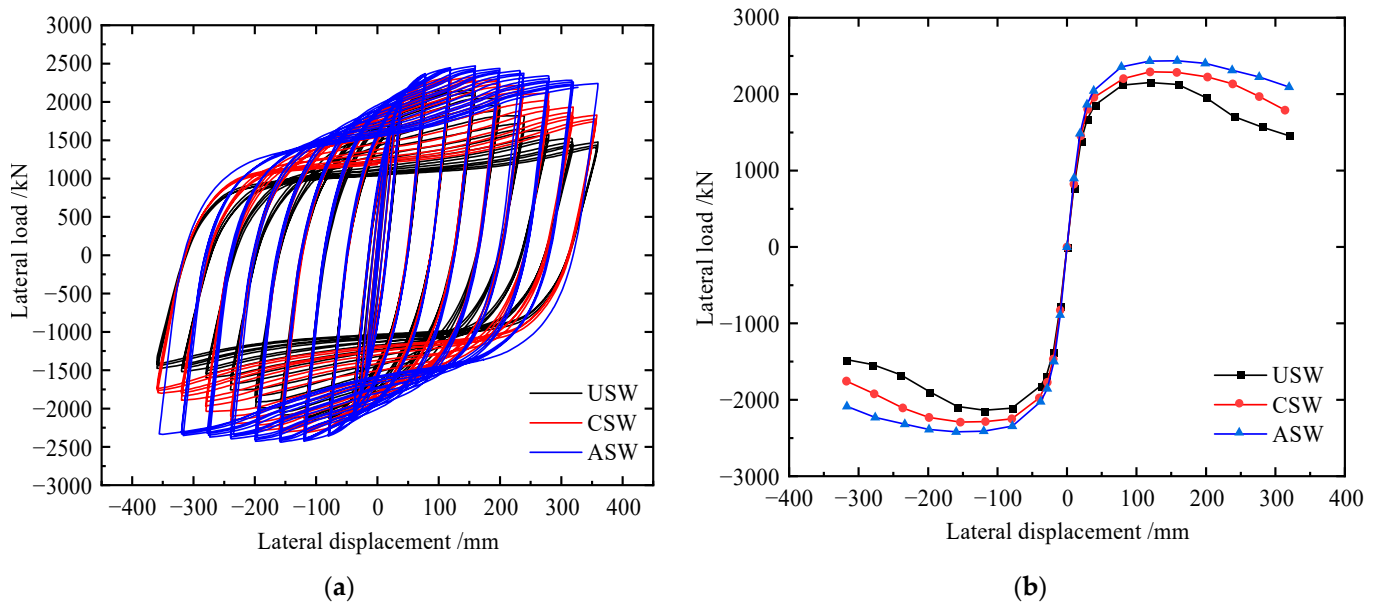 3000
2500
2000
1500
1000
500
0
−500
−1000
−1500
−2000
−2500
3000
Lateral load /kN
USW
CSW
ASW
−400 −300 −200 −100 0 100 200 300 400
Lateral displacement /mm
(a)
3000
2000
1000
0
−1000
−2000
−3000
Lateral load /kN
USW
CSW
ASW
−400 −300 −200 −100 0 100 200 300 400
Lateral displacement /mm
(b)